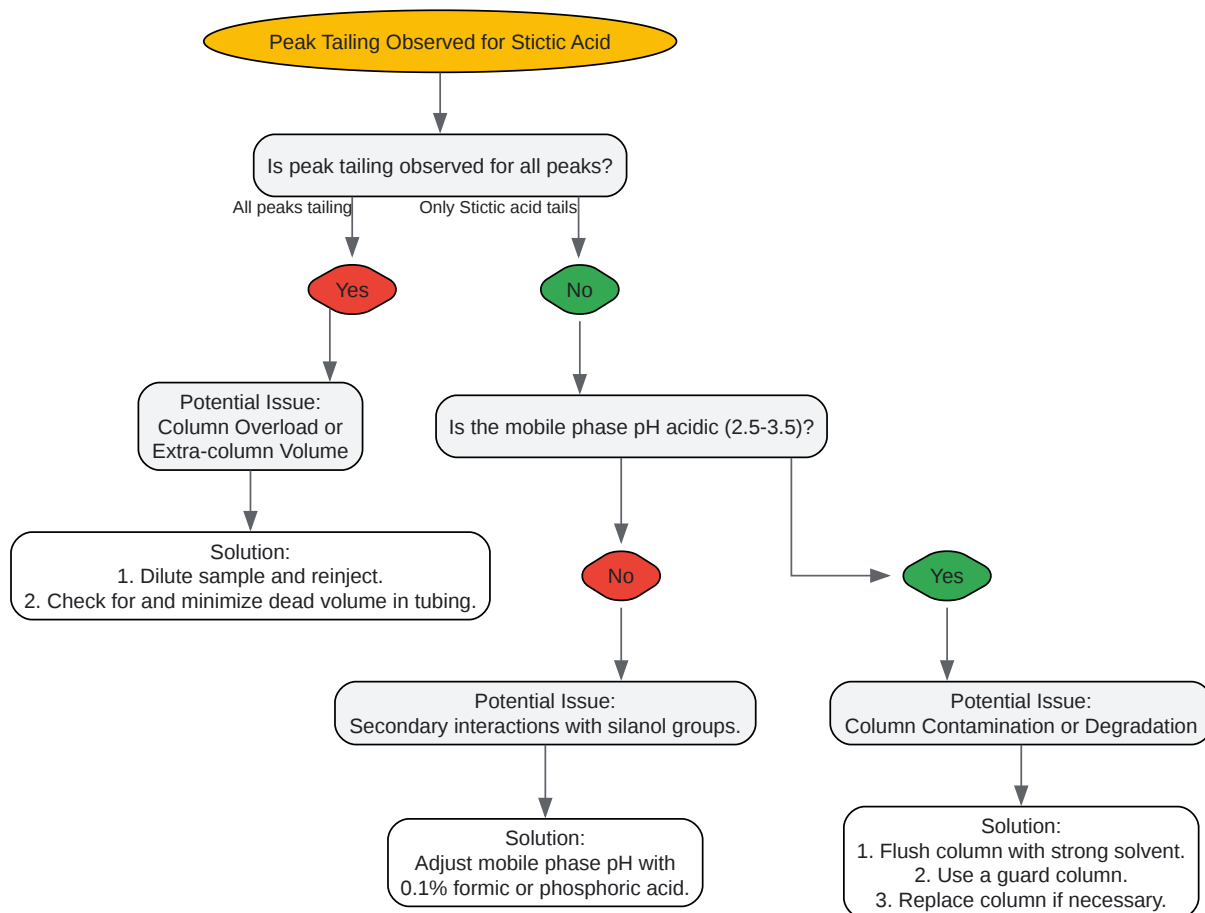 Peak Tailing Observed for Stictic Acid
Is peak tailing observed for all peaks?
All peaks tailing
Only Stictic acid tails
Yes
No
Potential Issue:
Column Overload or
Extra-column Volume
Is the mobile phase pH acidic (2.5-3.5)?
Solution:
1. Dilute sample and reinject.
2. Check for and minimize dead volume in tubing.
No
Yes
Potential Issue:
Secondary interactions with silanol groups.
Potential Issue:
Column Contamination or Degradation
Solution:
Adjust mobile phase pH with
0.1% formic or phosphoric acid.
Solution:
1. Flush column with strong solvent.
2. Use a guard column.
3. Replace column if necessary.